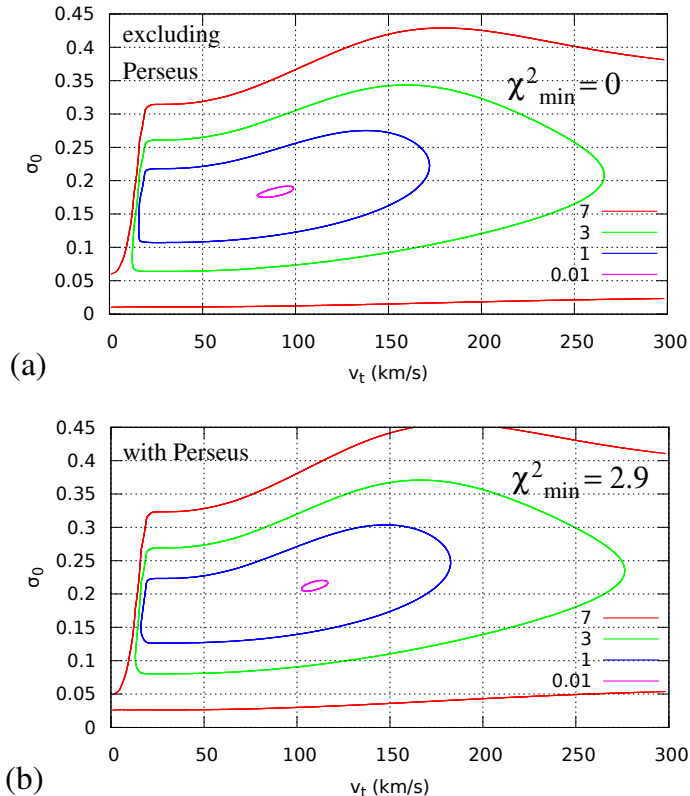 0.45
excluding
0.4
Perseus
0.35
χ²min = 0
0.3
0.25
σ0
0.2
0.15
7
0.1
3
1
0.05
0.01
0
0 50 100 150 200 250 300
(a)
vt (km/s)
0.45
with Perseus
0.4
χ²min = 2.9
0.35
0.3
0.25
σ0
0.2
0.15
7
0.1
3
1
0.05
0.01
0
0 50 100 150 200 250 300
(b)
vt (km/s)